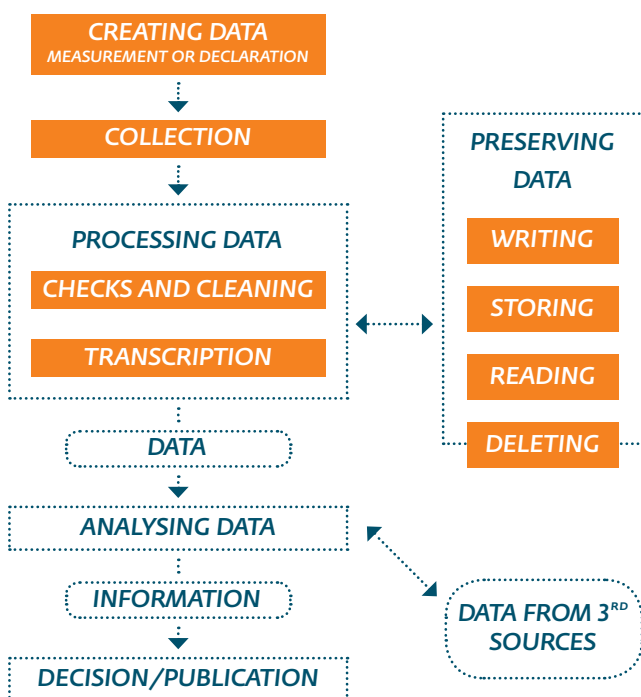 CREATING DATA
MEASUREMENT OR DECLARATION
COLLECTION
PROCESSING DATA
CHECKS AND CLEANING
TRANSCRIPTION
DATA
ANALYSING DATA
INFORMATION
DECISION/PUBLICATION
PRESERVING
DATA
WRITING
STORING
READING
DELETING
DATA FROM 3RD
SOURCES